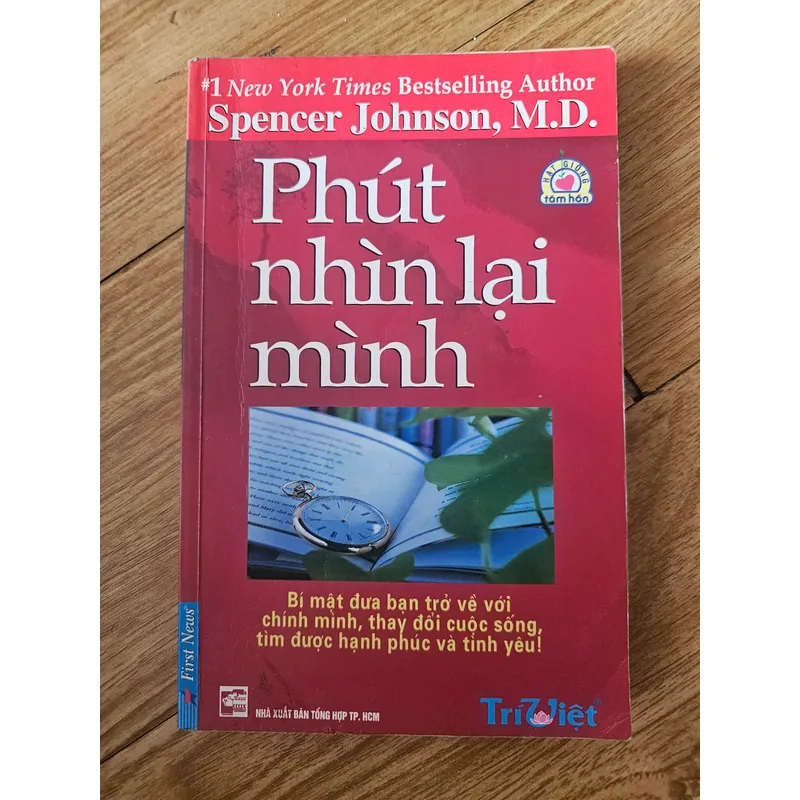 #1 New York Times Bestselling Author
Spencer Johnson, M.D.
HẠT GIỐNG
tâm hồn
Phút
nhìn lại
mình
Bí mật đưa bạn trở về với
chính mình, thay đổi cuộc sống,
tìm được hạnh phúc và tình yêu!
First News
NHÀ XUẤT BẢN TỔNG HỢP TP. HCM
Trí Việt